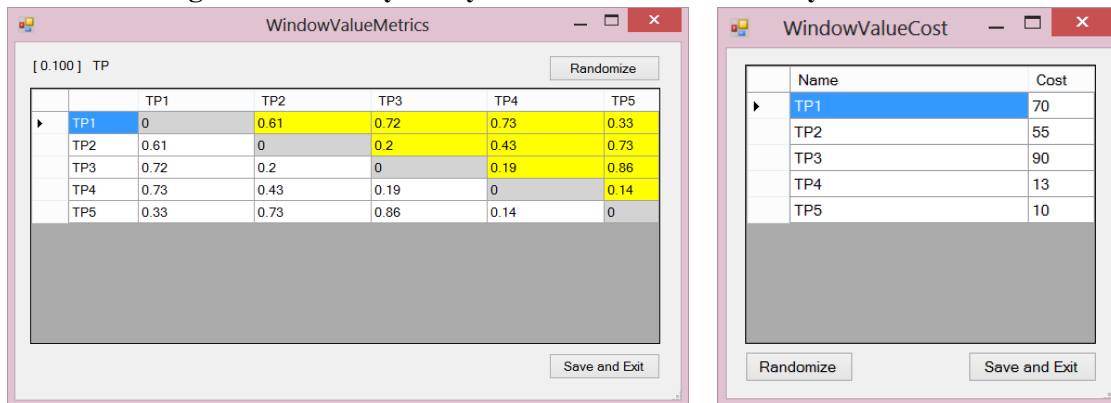 WindowValueMetrics
[ 0.100 ] TP
Randomize
TP1 TP2 TP3 TP4 TP5
TP1 0 0.61 0.72 0.73 0.33
TP2 0.61 0 0.2 0.43 0.73
TP3 0.72 0.2 0 0.19 0.86
TP4 0.73 0.43 0.19 0 0.14
TP5 0.33 0.73 0.86 0.14 0
Save and Exit
WindowValueCost
Name Cost
TP1 70
TP2 55
TP3 90
TP4 13
TP5 10
Randomize Save and Exit